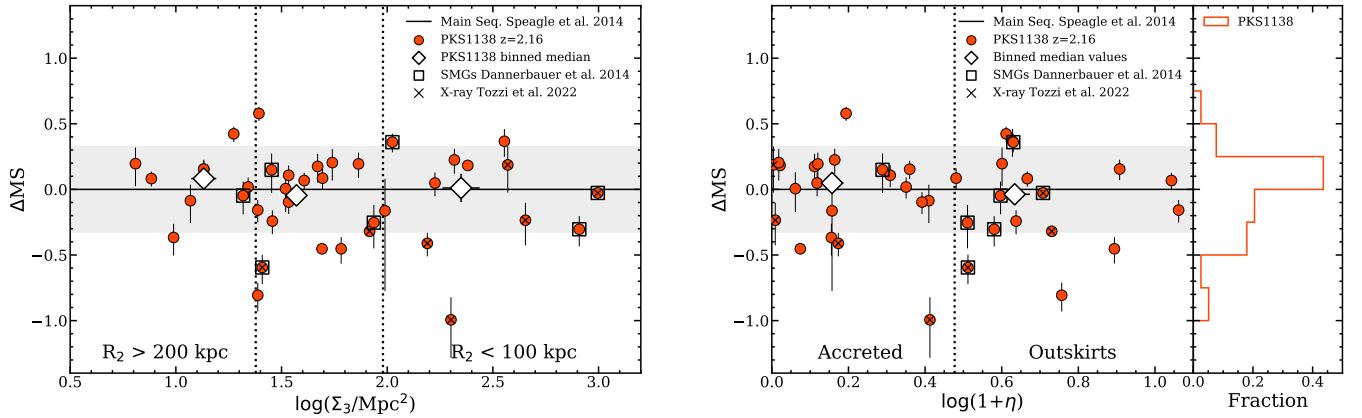 Main Seq. Speagle et al. 2014
PKS1138 z=2.16
PKS1138 binned median
SMGs Dannerbauer et al. 2014
X-ray Tozzi et al. 2022
ΔMS
1.0
0.5
0.0
−0.5
−1.0
R₂ > 200 kpc
R₂ < 100 kpc
0.5 1.0 1.5 2.0 2.5 3.0
log(Σ₃/Mpc²)
Main Seq. Speagle et al. 2014
PKS1138 z=2.16
Binned median values
SMGs Dannerbauer et al. 2014
X-ray Tozzi et al. 2022
ΔMS
1.0
0.5
0.0
−0.5
−1.0
Accreted
Outskirts
0.0 0.2 0.4 0.6 0.8 1.0
log(1+η)
PKS1138
0.0 0.2 0.4
Fraction